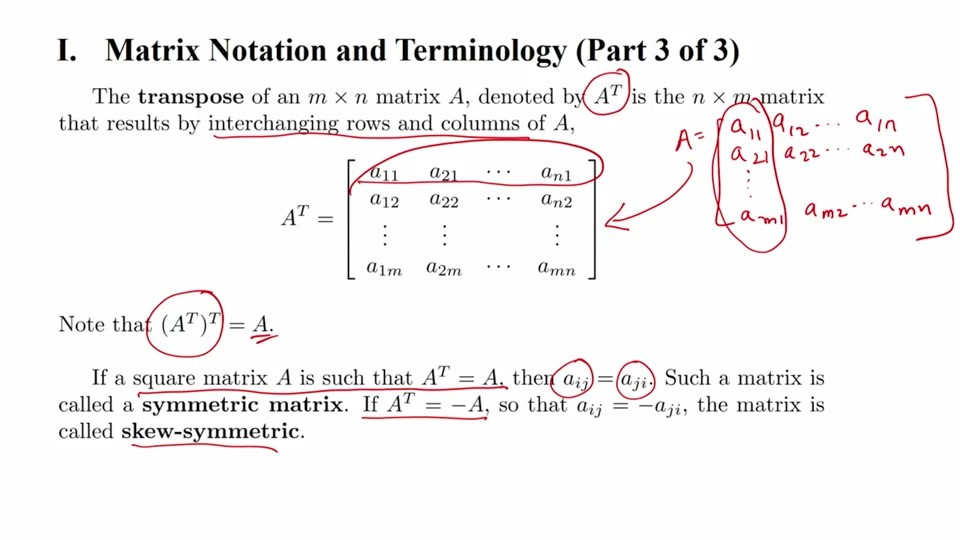 I. Matrix Notation and Terminology (Part 3 of 3)
The transpose of an m × n matrix A, denoted by A^T is the n × m matrix
that results by interchanging rows and columns of A,
A = [ a11 a12 ... a1n
a21 a22 ... a2n
⋮
am1 am2 ... amn ]
A^T = [ a11 a21 ⋯ an1
a12 a22 ⋯ an2
⋮ ⋮ ⋮
a1m a2m ⋯ amn ]
Note that (A^T)^T = A.
If a square matrix A is such that A^T = A, then aij = aji. Such a matrix is
called a symmetric matrix. If A^T = −A, so that aij = −aji, the matrix is
called skew-symmetric.